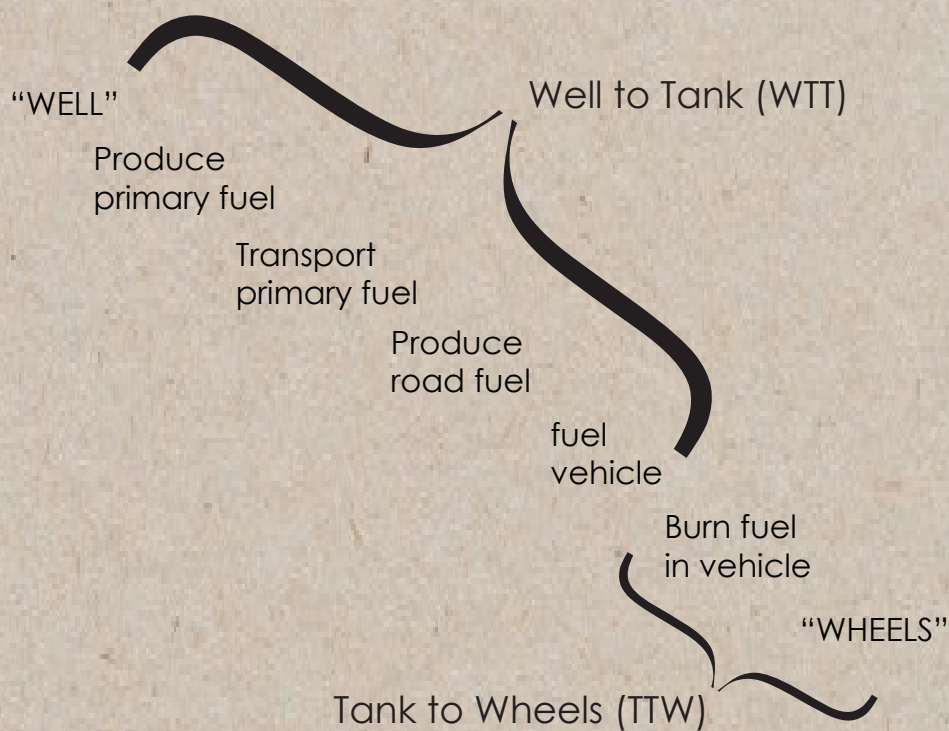 “WELL”
Well to Tank (WTT)
Produce
primary fuel
Transport
primary fuel
Produce
road fuel
fuel
vehicle
Burn fuel
in vehicle
“WHEELS”
Tank to Wheels (TTW)